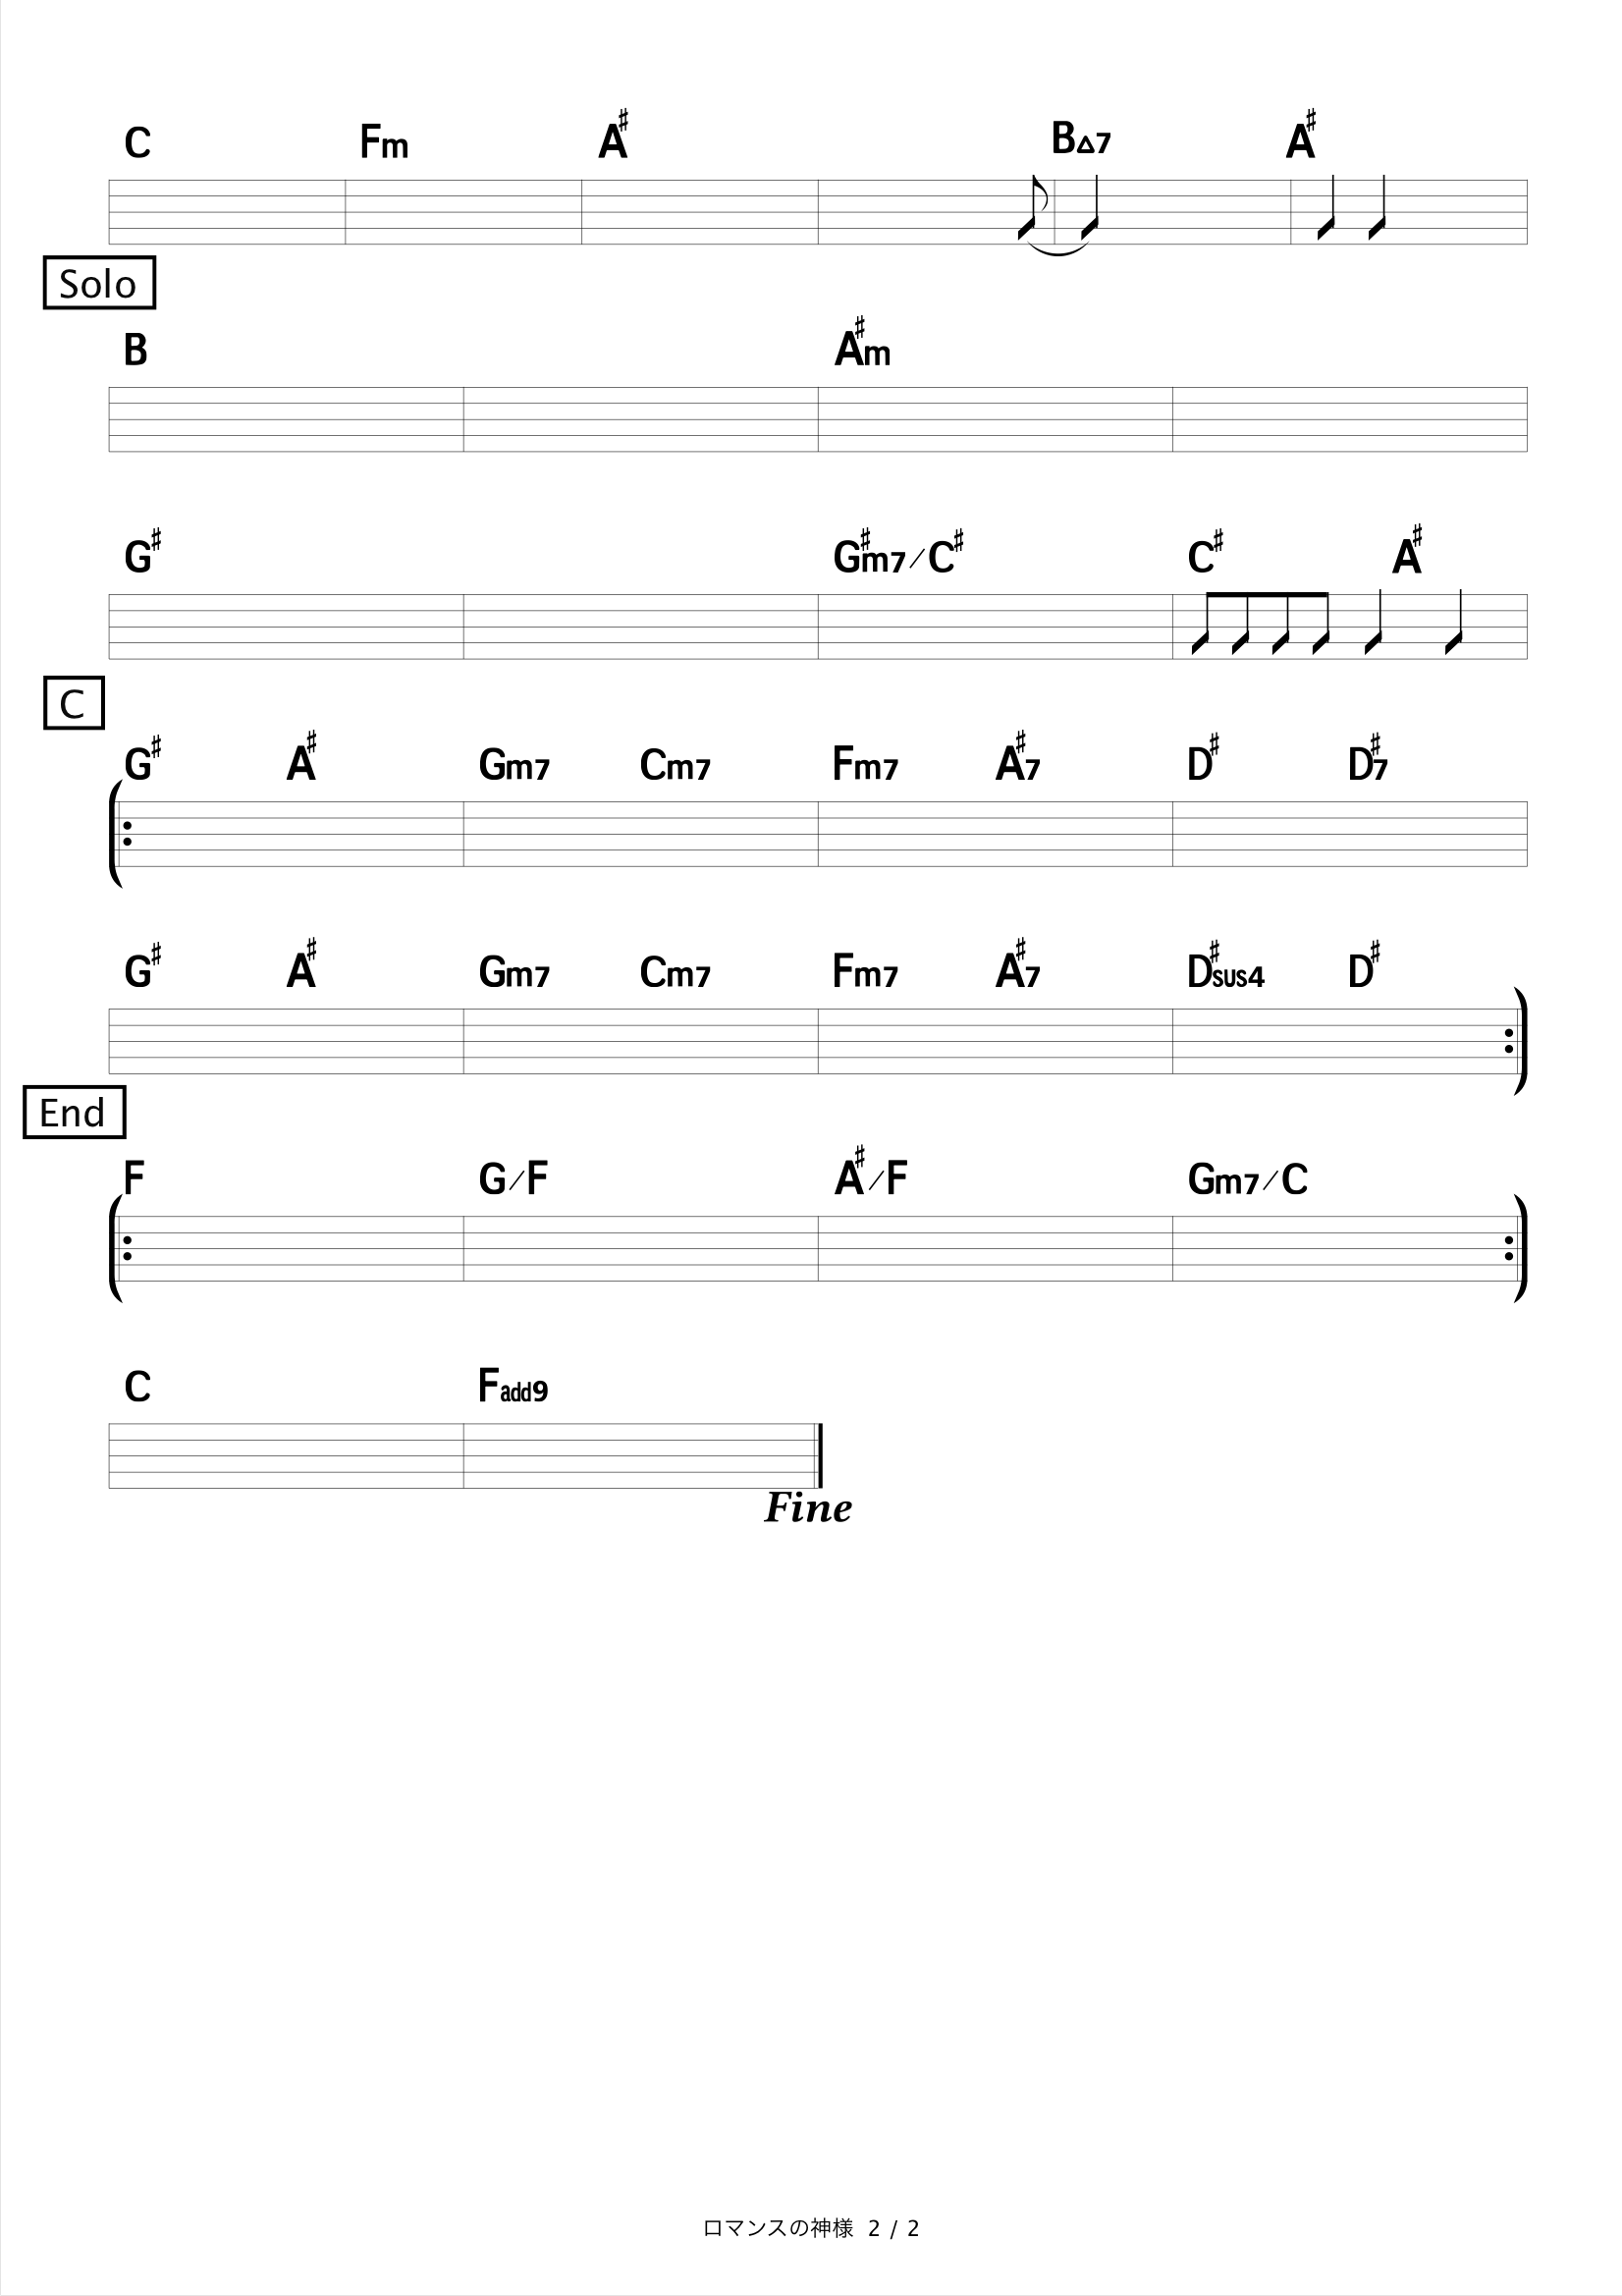 C Fm A♯ B△7 A♯
Solo
B A♯m
G♯ G♯m7/C♯ C♯ A♯
C
G♯ A♯ Gm7 Cm7 Fm7 A♯7 D♯ D♯7
G♯ A♯ Gm7 Cm7 Fm7 A♯7 D♯sus4 D♯
End
F G/F A♯/F Gm7/C
C Fadd9
Fine
ロマンスの神様 2 / 2